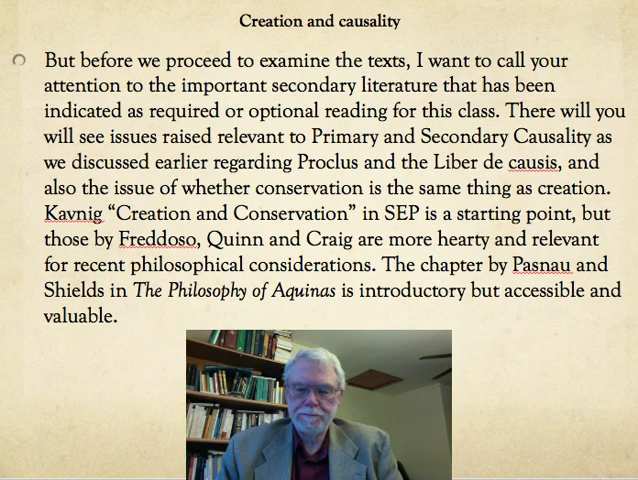 Creation and causality
But before we proceed to examine the texts, I want to call your
attention to the important secondary literature that has been
indicated as required or optional reading for this class. There will you
will see issues raised relevant to Primary and Secondary Causality as
we discussed earlier regarding Proclus and the Liber de causis, and
also the issue of whether conservation is the same thing as creation.
Kavnig “Creation and Conservation” in SEP is a starting point, but
those by Freddoso, Quinn and Craig are more hearty and relevant
for recent philosophical considerations. The chapter by Pasnau and
Shields in The Philosophy of Aquinas is introductory but accessible and
valuable.